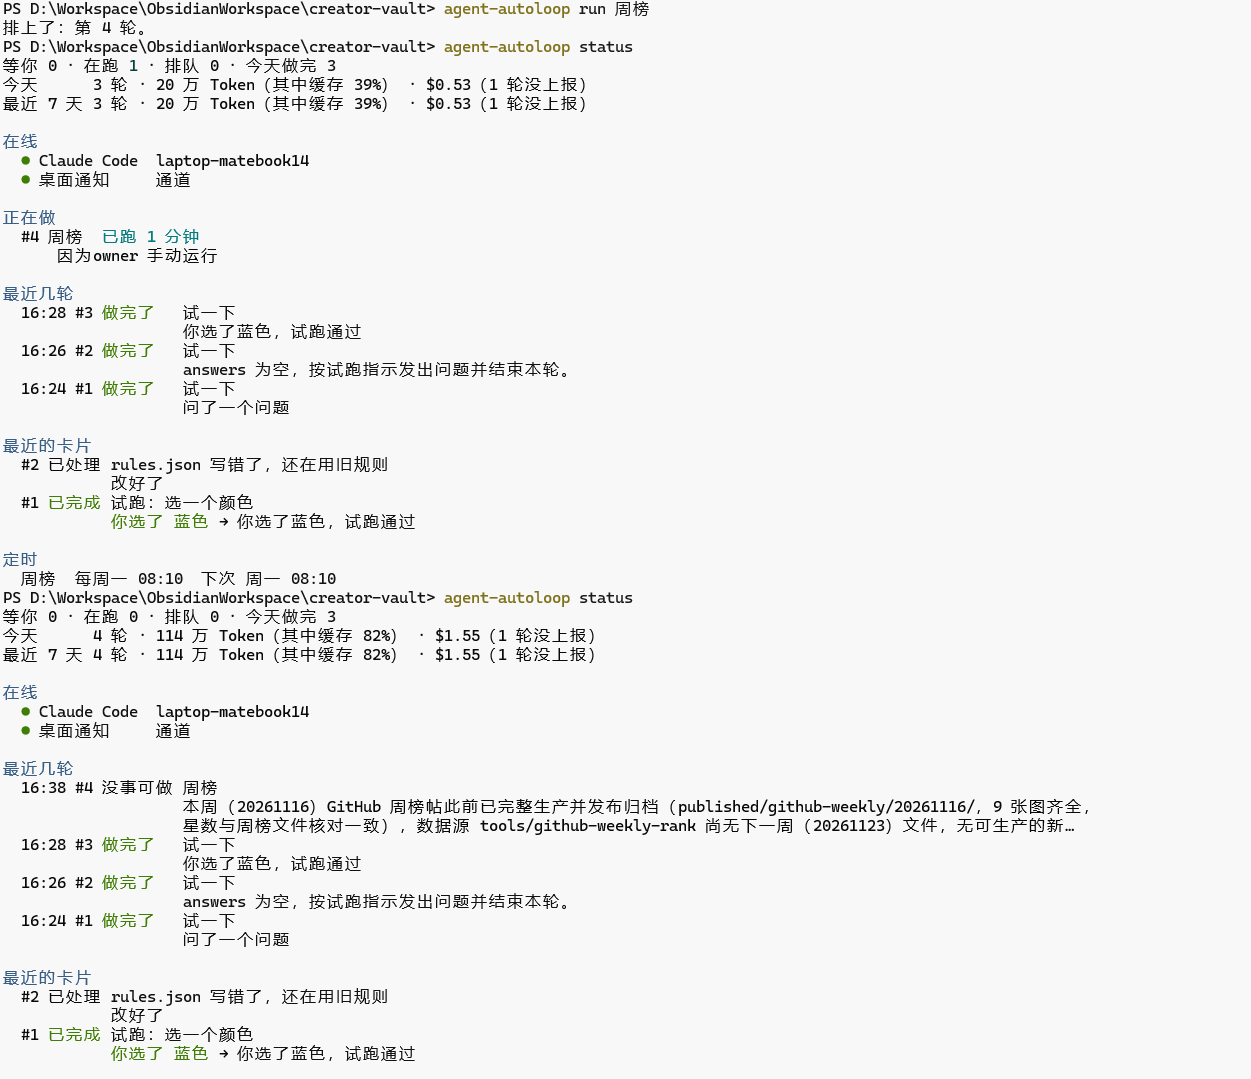 PS D:\Workspace\ObsidianWorkspace\creator-vault> agent-autoloop run 周榜
排上了: 第 4 轮。
PS D:\Workspace\ObsidianWorkspace\creator-vault> agent-autoloop status
等你 0 · 在跑 1 · 排队 0 · 今天做完 3
今天      3 轮 · 20 万 Token（其中缓存 39%） · $0.53（1 轮没上报）
最近 7 天 3 轮 · 20 万 Token（其中缓存 39%） · $0.53（1 轮没上报）

在线
  ● Claude Code  laptop-matebook14
  ● 桌面通知     通道

正在做
  #4 周榜  已跑 1 分钟
      因为owner 手动运行

最近几轮
  16:28 #3 做完了   试一下
                    你选了蓝色，试跑通过
  16:26 #2 做完了   试一下
                    answers 为空，按试跑指示发出问题并结束本轮。
  16:24 #1 做完了   试一下
                    问了一个问题

最近的卡片
  #2 已处理 rules.json 写错了，还在用旧规则
            改好了
  #1 已完成 试跑：选一个颜色
            你选了 蓝色 → 你选了蓝色，试跑通过

定时
  周榜  每周一 08:10  下次 周一 08:10
PS D:\Workspace\ObsidianWorkspace\creator-vault> agent-autoloop status
等你 0 · 在跑 0 · 排队 0 · 今天做完 3
今天      4 轮 · 114 万 Token（其中缓存 82%） · $1.55（1 轮没上报）
最近 7 天 4 轮 · 114 万 Token（其中缓存 82%） · $1.55（1 轮没上报）

在线
  ● Claude Code  laptop-matebook14
  ● 桌面通知     通道

最近几轮
  16:38 #4 没事可做 周榜
                    本周（20261116）GitHub 周榜帖此前已完整生产并发布归档（published/github-weekly/20261116/，9 张图齐全，
                    星数与周榜文件核对一致），数据源 tools/github-weekly-rank 尚无下一周（20261123）文件，无可生产的新…
  16:28 #3 做完了   试一下
                    你选了蓝色，试跑通过
  16:26 #2 做完了   试一下
                    answers 为空，按试跑指示发出问题并结束本轮。
  16:24 #1 做完了   试一下
                    问了一个问题

最近的卡片
  #2 已处理 rules.json 写错了，还在用旧规则
            改好了
  #1 已完成 试跑：选一个颜色
            你选了 蓝色 → 你选了蓝色，试跑通过